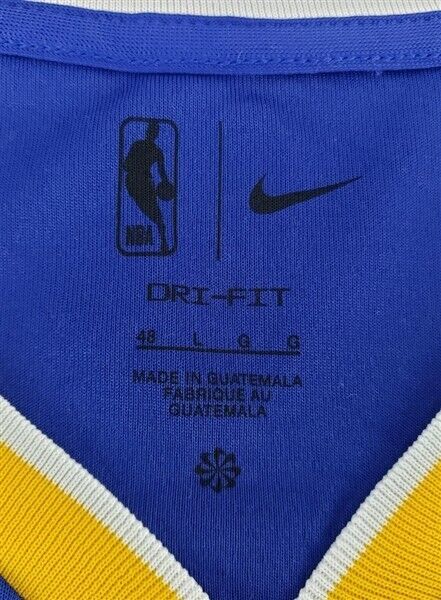 NBA
DRI-FIT
48 L G G
MADE IN GUATEMALA
FABRIQUE AU
GUATEMALA